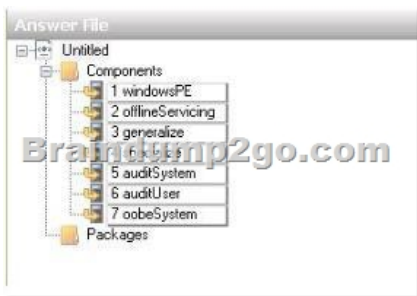 Answer File
Untitled
Components
1 windowsPE
2 offlineServicing
3 generalize
Braindump2go.com
5 auditSystem
6 auditUser
7 oobeSystem
Packages